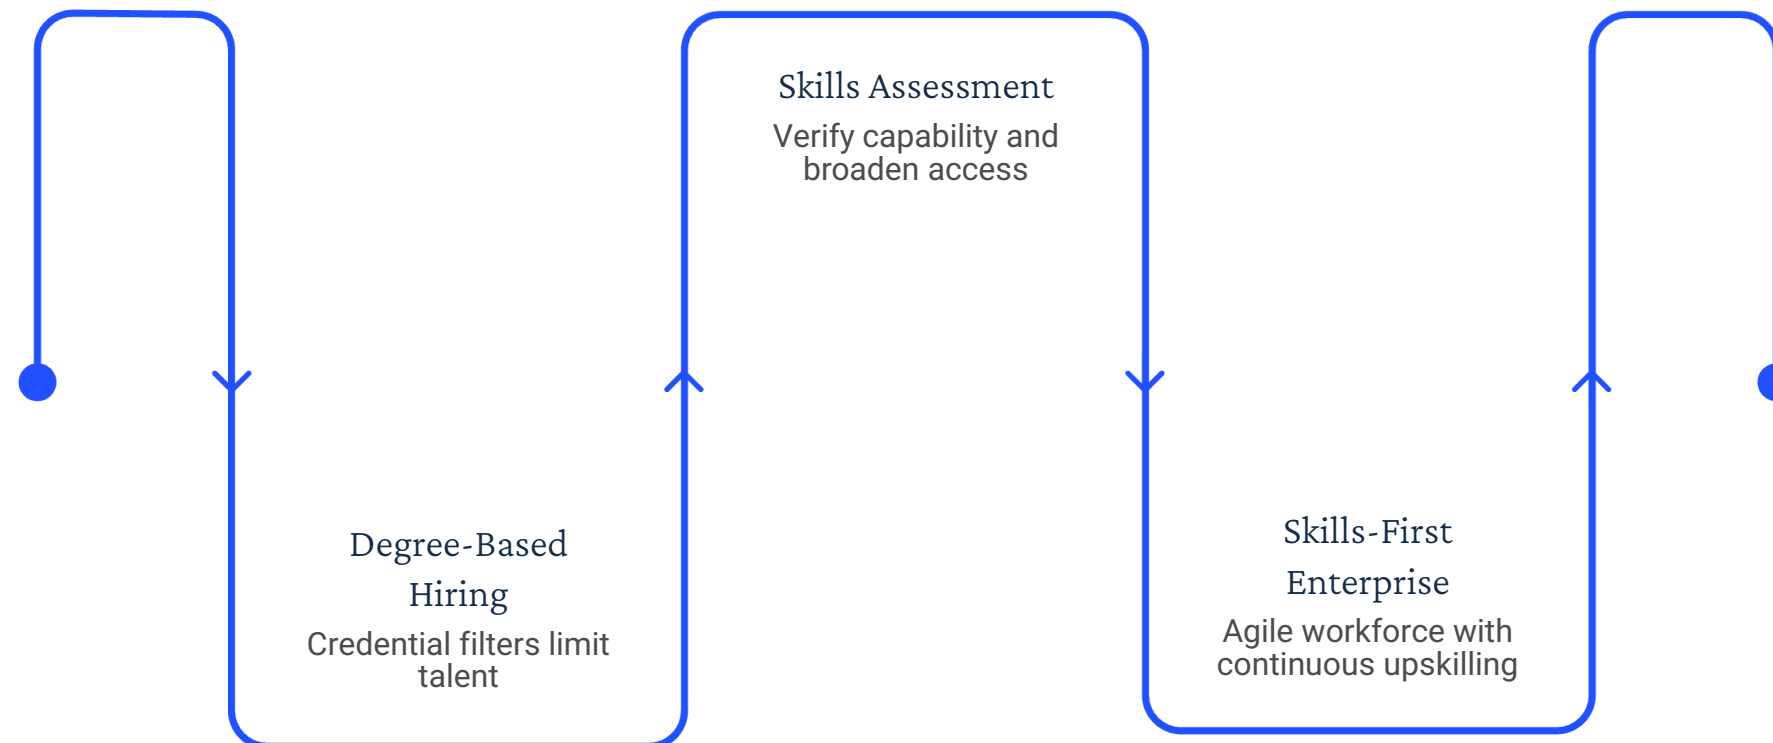 Degree-Based
Hiring
Credential filters limit
talent
Skills Assessment
Verify capability and
broaden access
Skills-First
Enterprise
Agile workforce with
continuous upskilling